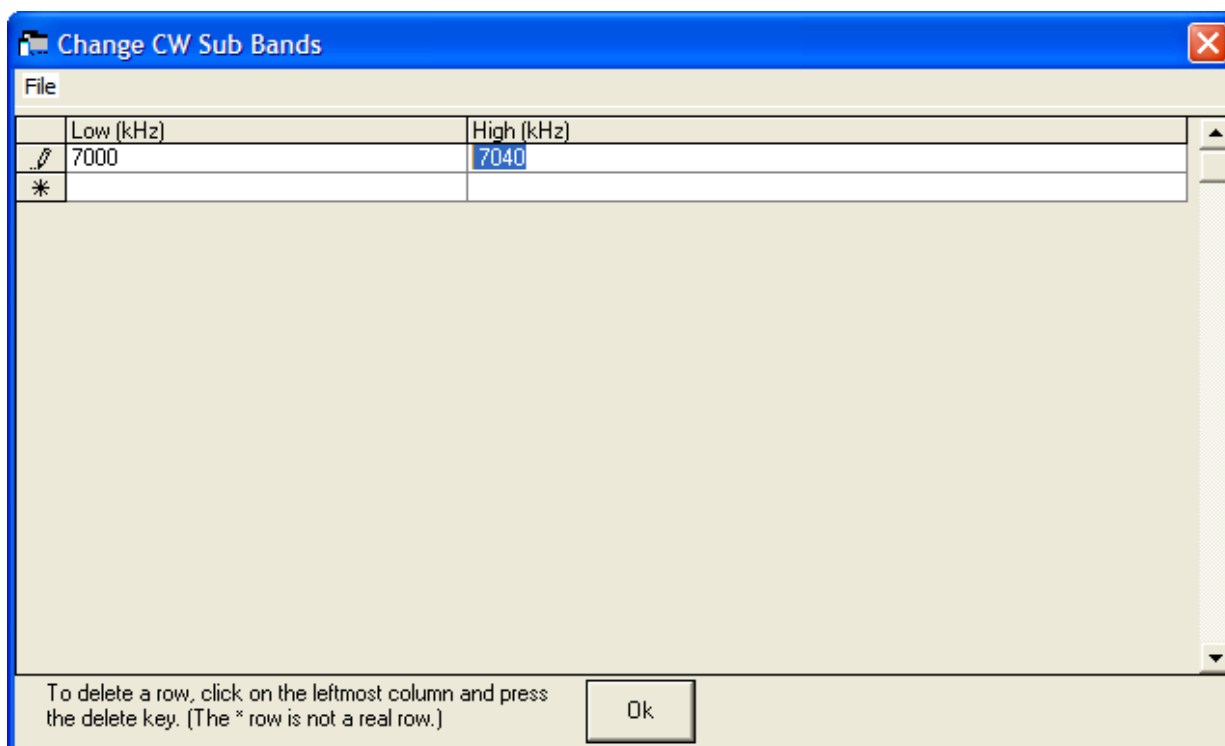 Change CW Sub Bands
File
Low (kHz) High (kHz)
7000 7040
*
To delete a row, click on the leftmost column and press
the delete key. (The * row is not a real row.)
Ok